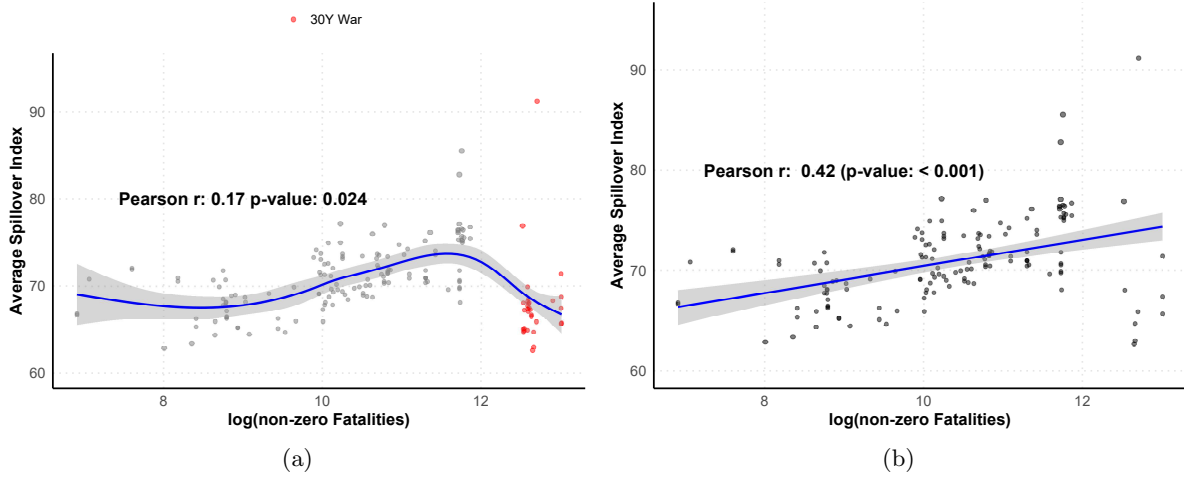 30Y War
Average Spillover Index
90
80
70
60
Pearson r: 0.17 p-value: 0.024
8
10
12
log(non-zero Fatalities)
(a)
Average Spillover Index
90
80
70
60
Pearson r:  0.42 (p-value: < 0.001)
8
10
12
log(non-zero Fatalities)
(b)